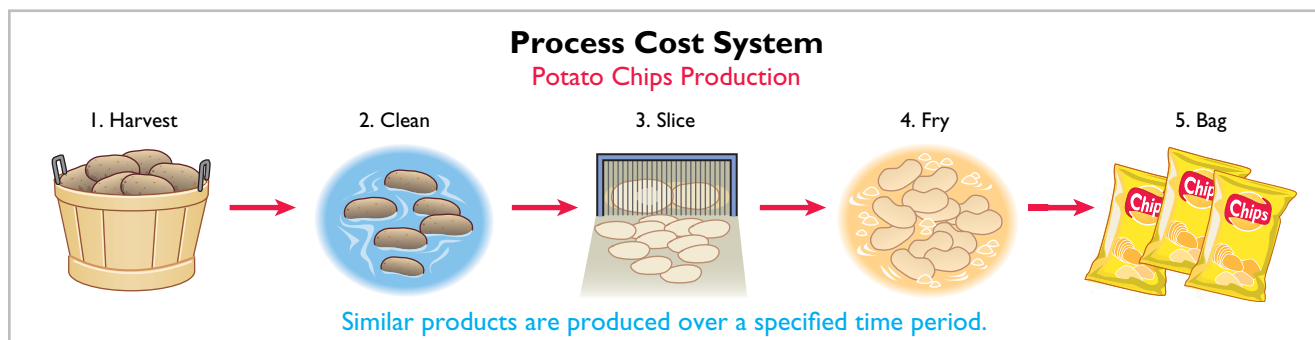 Process Cost System
Potato Chips Production
1. Harvest
2. Clean
3. Slice
4. Fry
5. Bag
Chips
Chips
Chips
Similar products are produced over a specified time period.